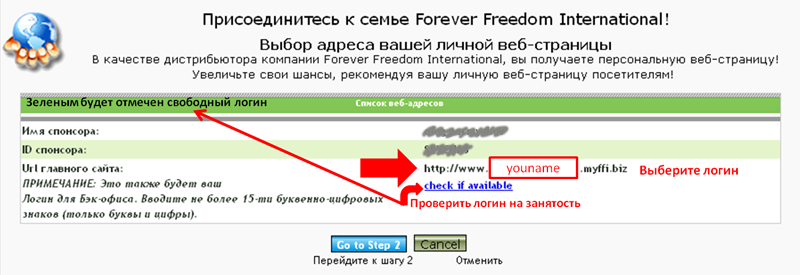 Присоединитесь к семье Forever Freedom International!
Выбор адреса вашей личной веб-страницы
В качестве дистрибьютора компании Forever Freedom International, вы получаете персональную веб-страницу!
Увеличьте свои шансы, рекомендуя вашу личную веб-страницу посетителям!
Зеленым будет отмечен свободный логин
Список веб-адресов
Имя спонсора:
ID спонсора:
Url главного сайта: http://www. youname .myffi.biz Выберите логин
ПРИМЕЧАНИЕ: Это также будет ваш check if available
Логин для Бэк-офиса. Вводите не более 15-ти буквенно-цифровых Проверить логин на занятость
знаков (только буквы и цифры).
Go to Step 2 Cancel
Перейдите к шагу 2 Отменить